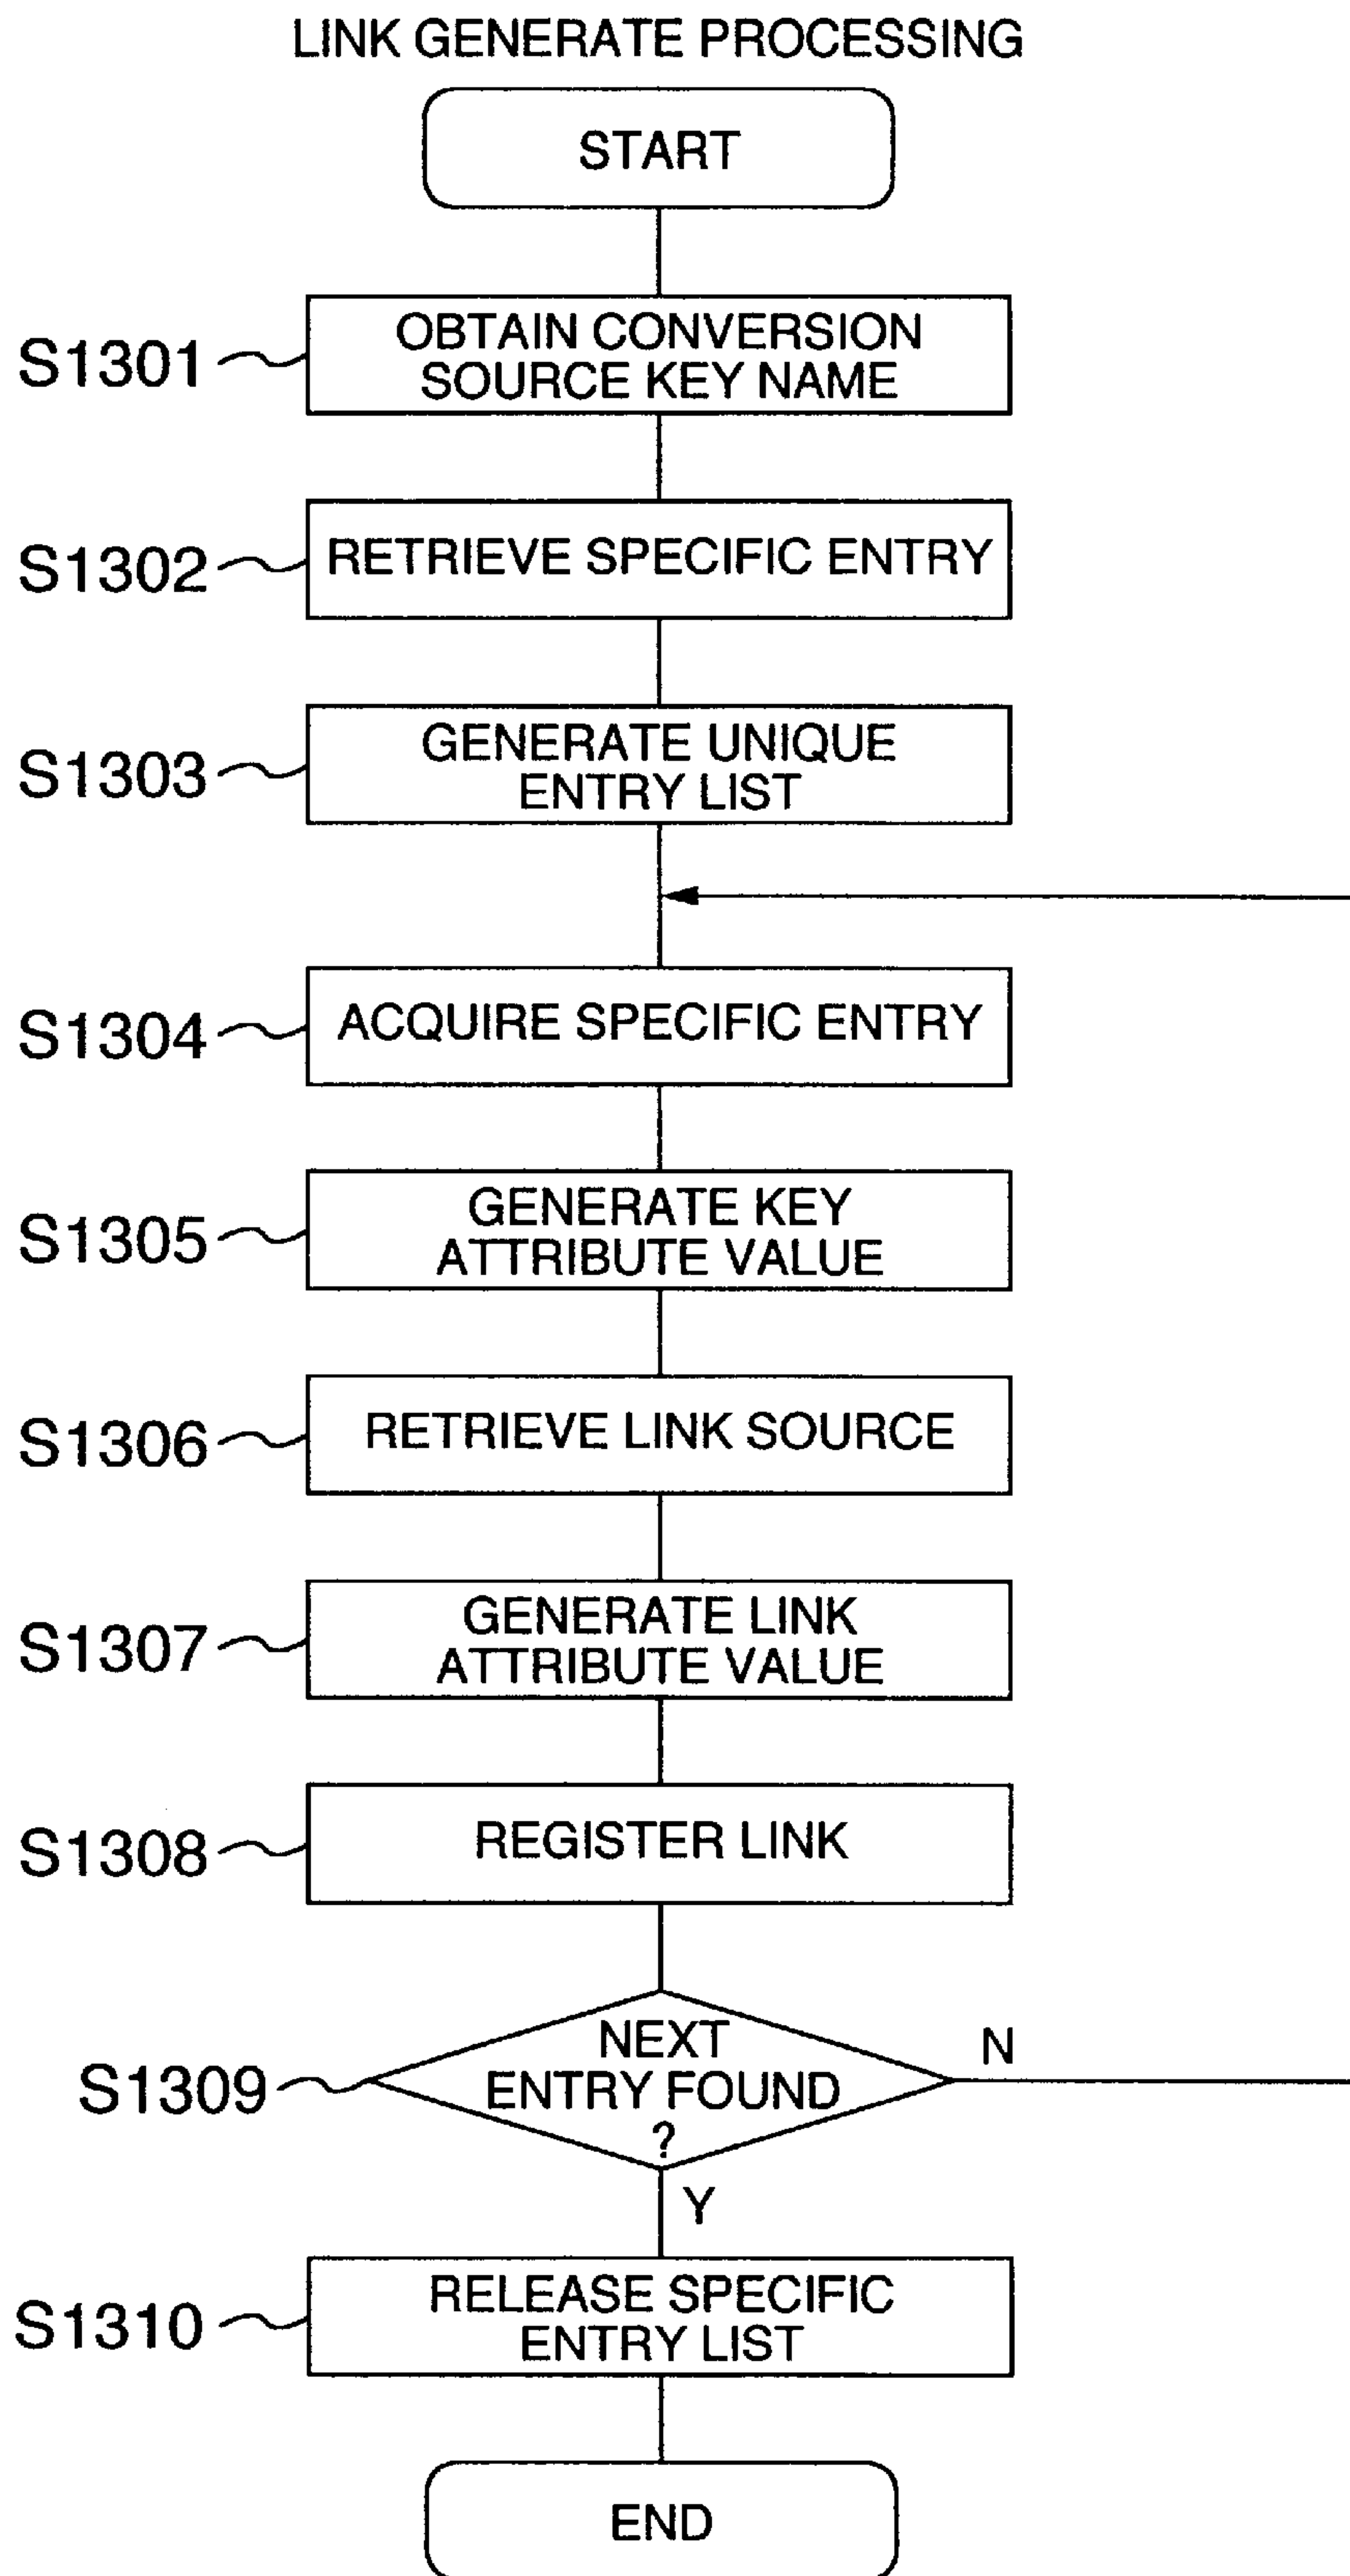 LINK GENERATE PROCESSING
START
S1301
OBTAIN CONVERSION
SOURCE KEY NAME
S1302
RETRIEVE SPECIFIC ENTRY
S1303
GENERATE UNIQUE
ENTRY LIST
S1304
ACQUIRE SPECIFIC ENTRY
S1305
GENERATE KEY
ATTRIBUTE VALUE
S1306
RETRIEVE LINK SOURCE
S1307
GENERATE LINK
ATTRIBUTE VALUE
S1308
REGISTER LINK
S1309
NEXT
ENTRY FOUND
?
N
Y
S1310
RELEASE SPECIFIC
ENTRY LIST
END